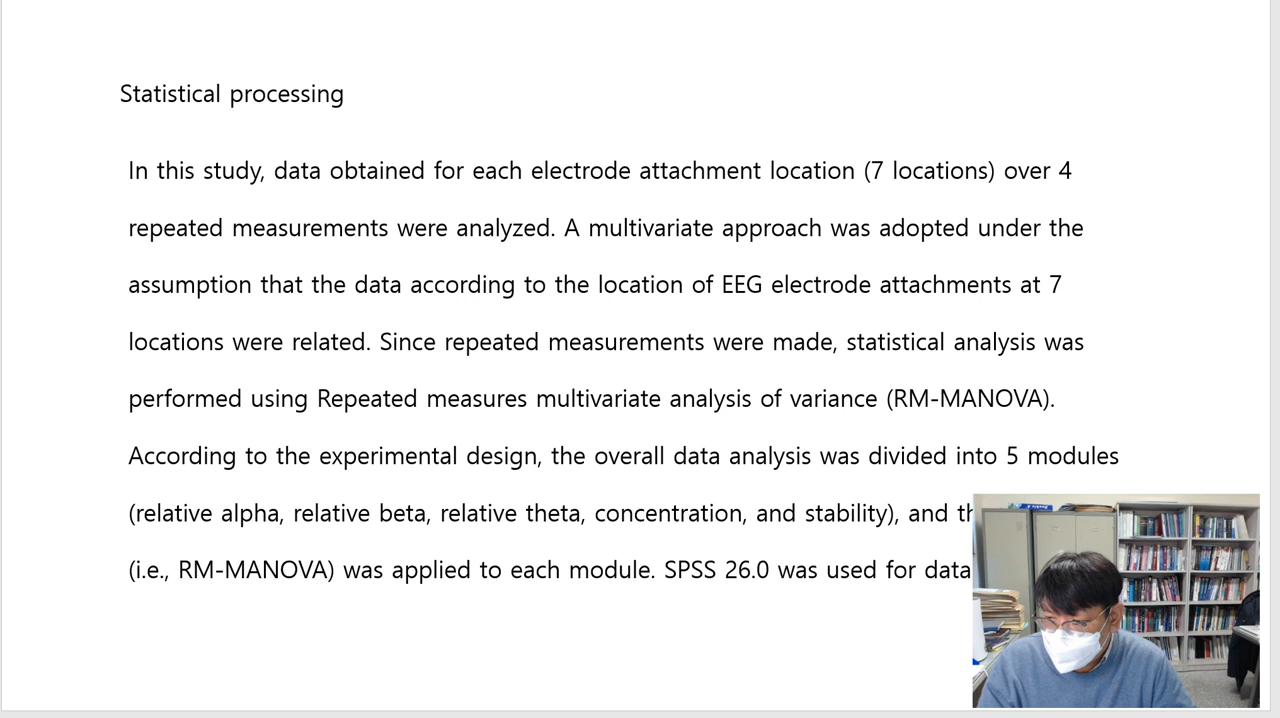 Statistical processing
In this study, data obtained for each electrode attachment location (7 locations) over 4
repeated measurements were analyzed. A multivariate approach was adopted under the
assumption that the data according to the location of EEG electrode attachments at 7
locations were related. Since repeated measurements were made, statistical analysis was
performed using Repeated measures multivariate analysis of variance (RM-MANOVA).
According to the experimental design, the overall data analysis was divided into 5 modules
(relative alpha, relative beta, relative theta, concentration, and stability), and
(i.e., RM-MANOVA) was applied to each module. SPSS 26.0 was used for data